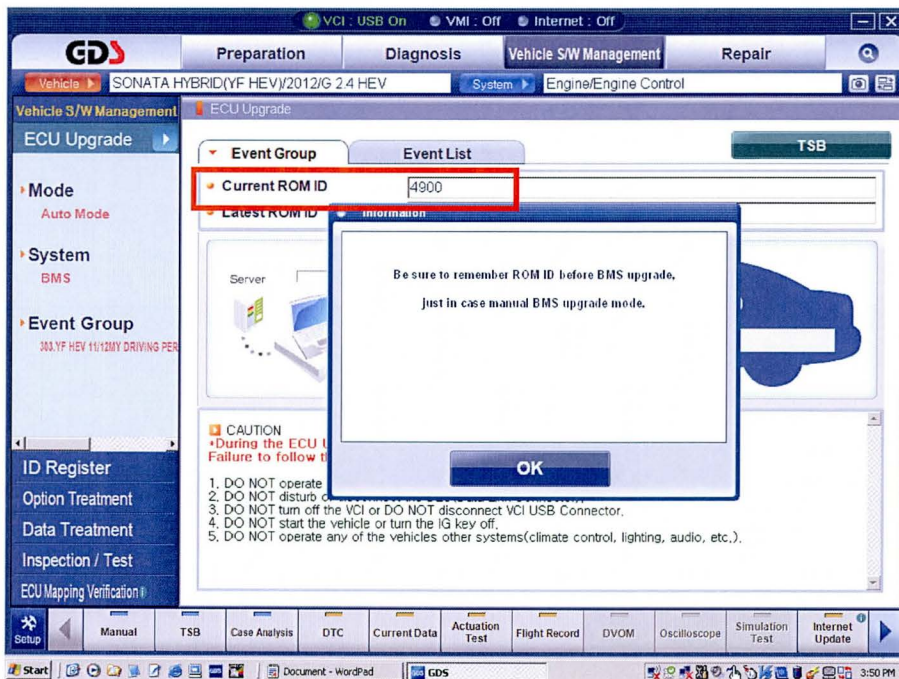 VCI : USB On VMI : Off Internet : Off
GDS Preparation Diagnosis Vehicle S/W Management Repair
Vehicle SONATA HYBRID(YF HEV)/2012/G 2.4 HEV System Engine/Engine Control
Vehicle S/W Management
ECU Upgrade
ECU Upgrade
Mode
Auto Mode
System
BMS
Event Group
303.YF HEV 11/12MY DRIVING PER
ID Register
Option Treatment
Data Treatment
Inspection / Test
ECU Mapping Verification
Event Group Event List TSB
Current ROM ID 4900
Latest ROM ID
Information
Server
Be sure to remember ROM ID before BMS upgrade,
just in case manual BMS upgrade mode.
OK
CAUTION
•During the ECU U
Failure to follow t
1. DO NOT operate
2. DO NOT disturb
3. DO NOT turn off the VCI or DO NOT disconnect VCI USB Connector.
4. DO NOT start the vehicle or turn the IG key off.
5. DO NOT operate any of the vehicles other systems(climate control, lighting, audio, etc.).
Setup Manual TSB Case Analysis DTC Current Data Actuation Test Flight Record DVOM Oscilloscope Simulation Test Internet Update
Start Document - WordPad GDS 3:50 PM